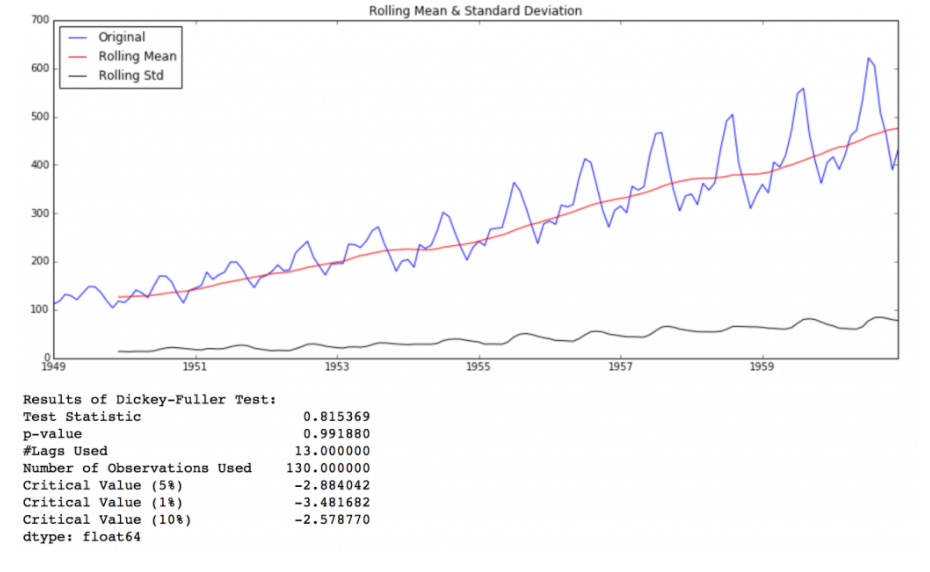 Rolling Mean & Standard Deviation
700
600
500
400
300
200
100
0
Original
Rolling Mean
Rolling Std
1949 1951 1953 1955 1957 1959
Results of Dickey-Fuller Test:
Test Statistic 0.815369
p-value 0.991880
#Lags Used 13.000000
Number of Observations Used 130.000000
Critical Value (5%) -2.884042
Critical Value (1%) -3.481682
Critical Value (10%) -2.578770
dtype: float64